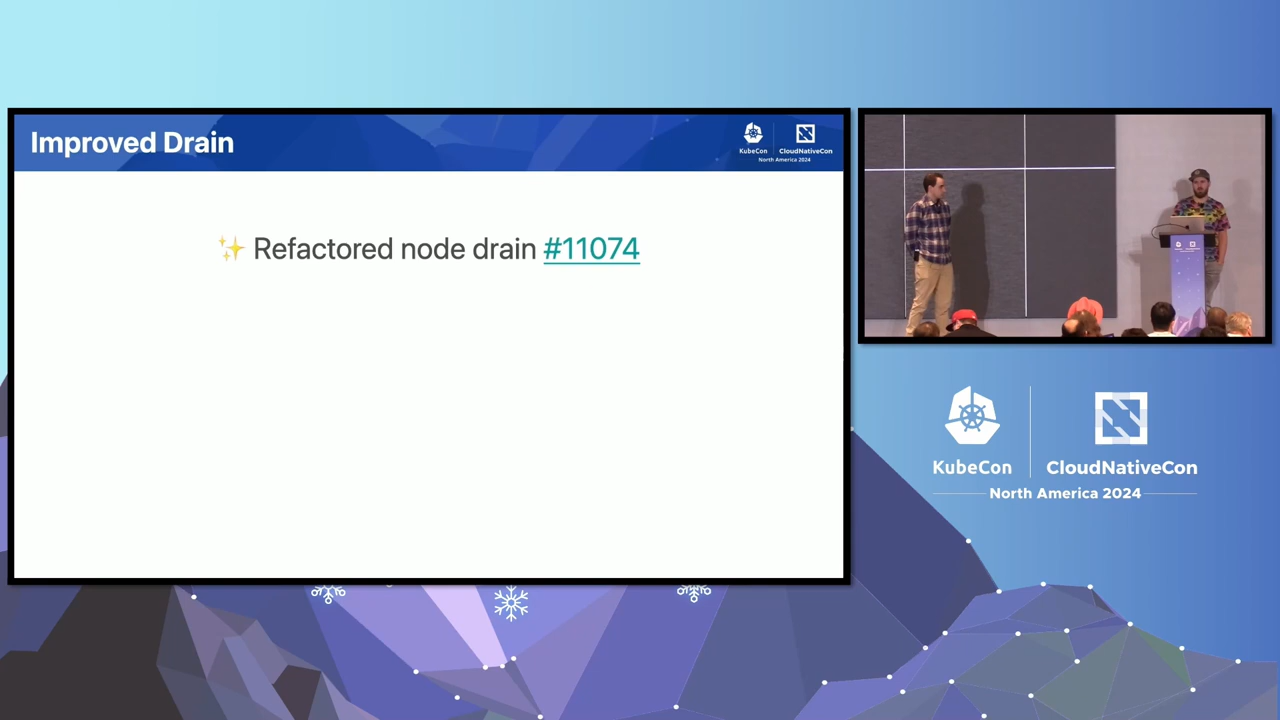 Improved Drain
KubeCon
CloudNativeCon
North America 2024
✨ Refactored node drain #11074
KubeCon
CloudNativeCon
North America 2024